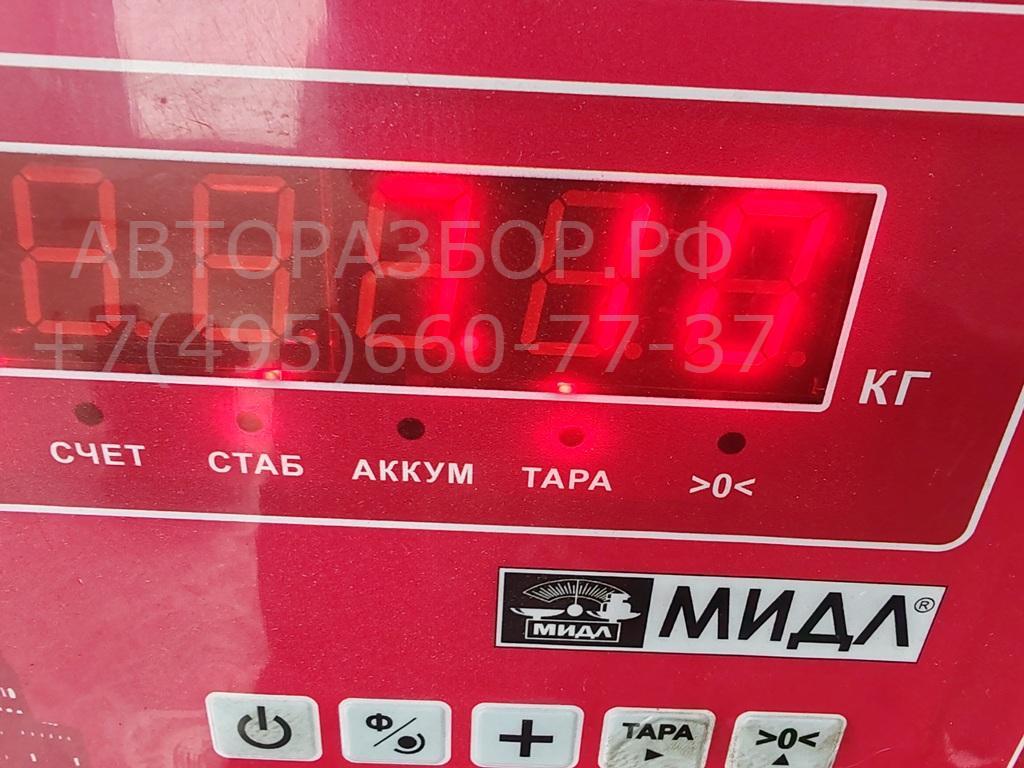 АВТОРАЗБОР.РФ
+7(495)660-77-37
КГ
СЧЕТ СТАБ АККУМ ТАРА >0<
МИДЛ МИДЛ®
Ф/ + ТАРА >0<